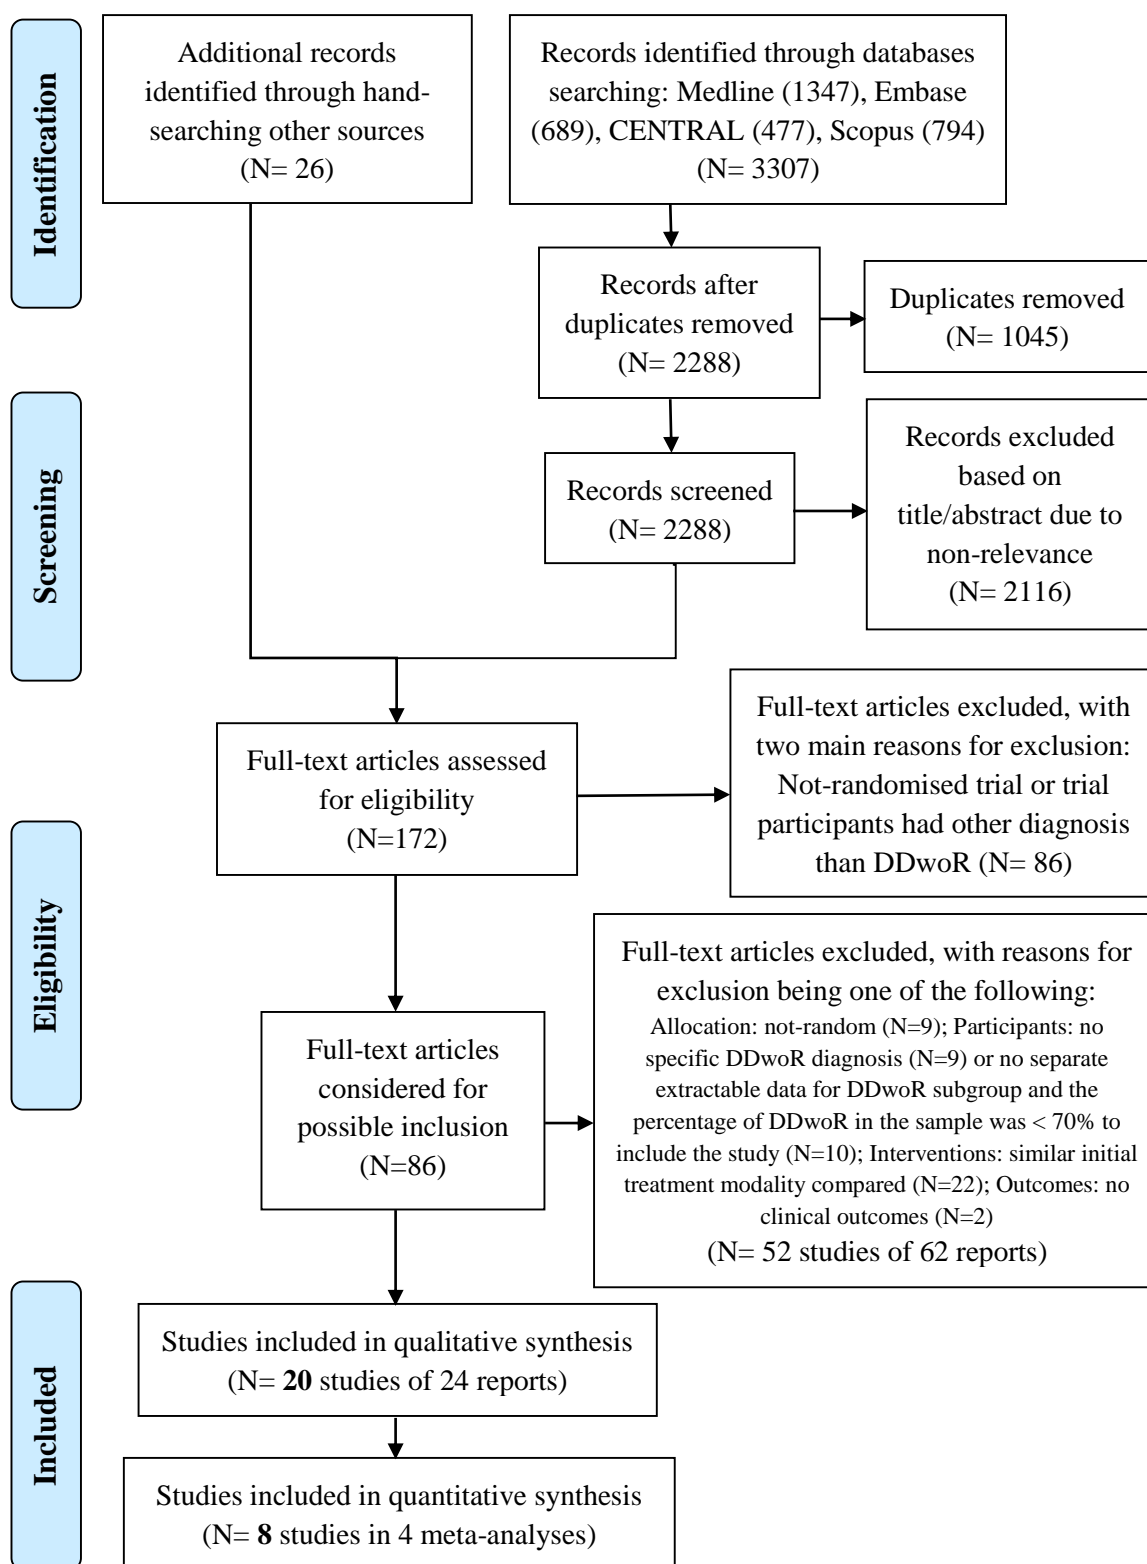 Identification
Additional records
identified through hand-
searching other sources
(N= 26)
Records identified through databases
searching: Medline (1347), Embase
(689), CENTRAL (477), Scopus (794)
(N= 3307)
Records after
duplicates removed
(N= 2288)
Duplicates removed
(N= 1045)
Screening
Records screened
(N= 2288)
Records excluded
based on
title/abstract due to
non-relevance
(N= 2116)
Full-text articles assessed
for eligibility
(N=172)
Full-text articles excluded, with
two main reasons for exclusion:
Not-randomised trial or trial
participants had other diagnosis
than DDwoR (N= 86)
Eligibility
Full-text articles
considered for
possible inclusion
(N=86)
Full-text articles excluded, with reasons for
exclusion being one of the following:
Allocation: not-random (N=9); Participants: no
specific DDwoR diagnosis (N=9) or no separate
extractable data for DDwoR subgroup and the
percentage of DDwoR in the sample was < 70% to
include the study (N=10); Interventions: similar initial
treatment modality compared (N=22); Outcomes: no
clinical outcomes (N=2)
(N= 52 studies of 62 reports)
Included
Studies included in qualitative synthesis
(N= 20 studies of 24 reports)
Studies included in quantitative synthesis
(N= 8 studies in 4 meta-analyses)